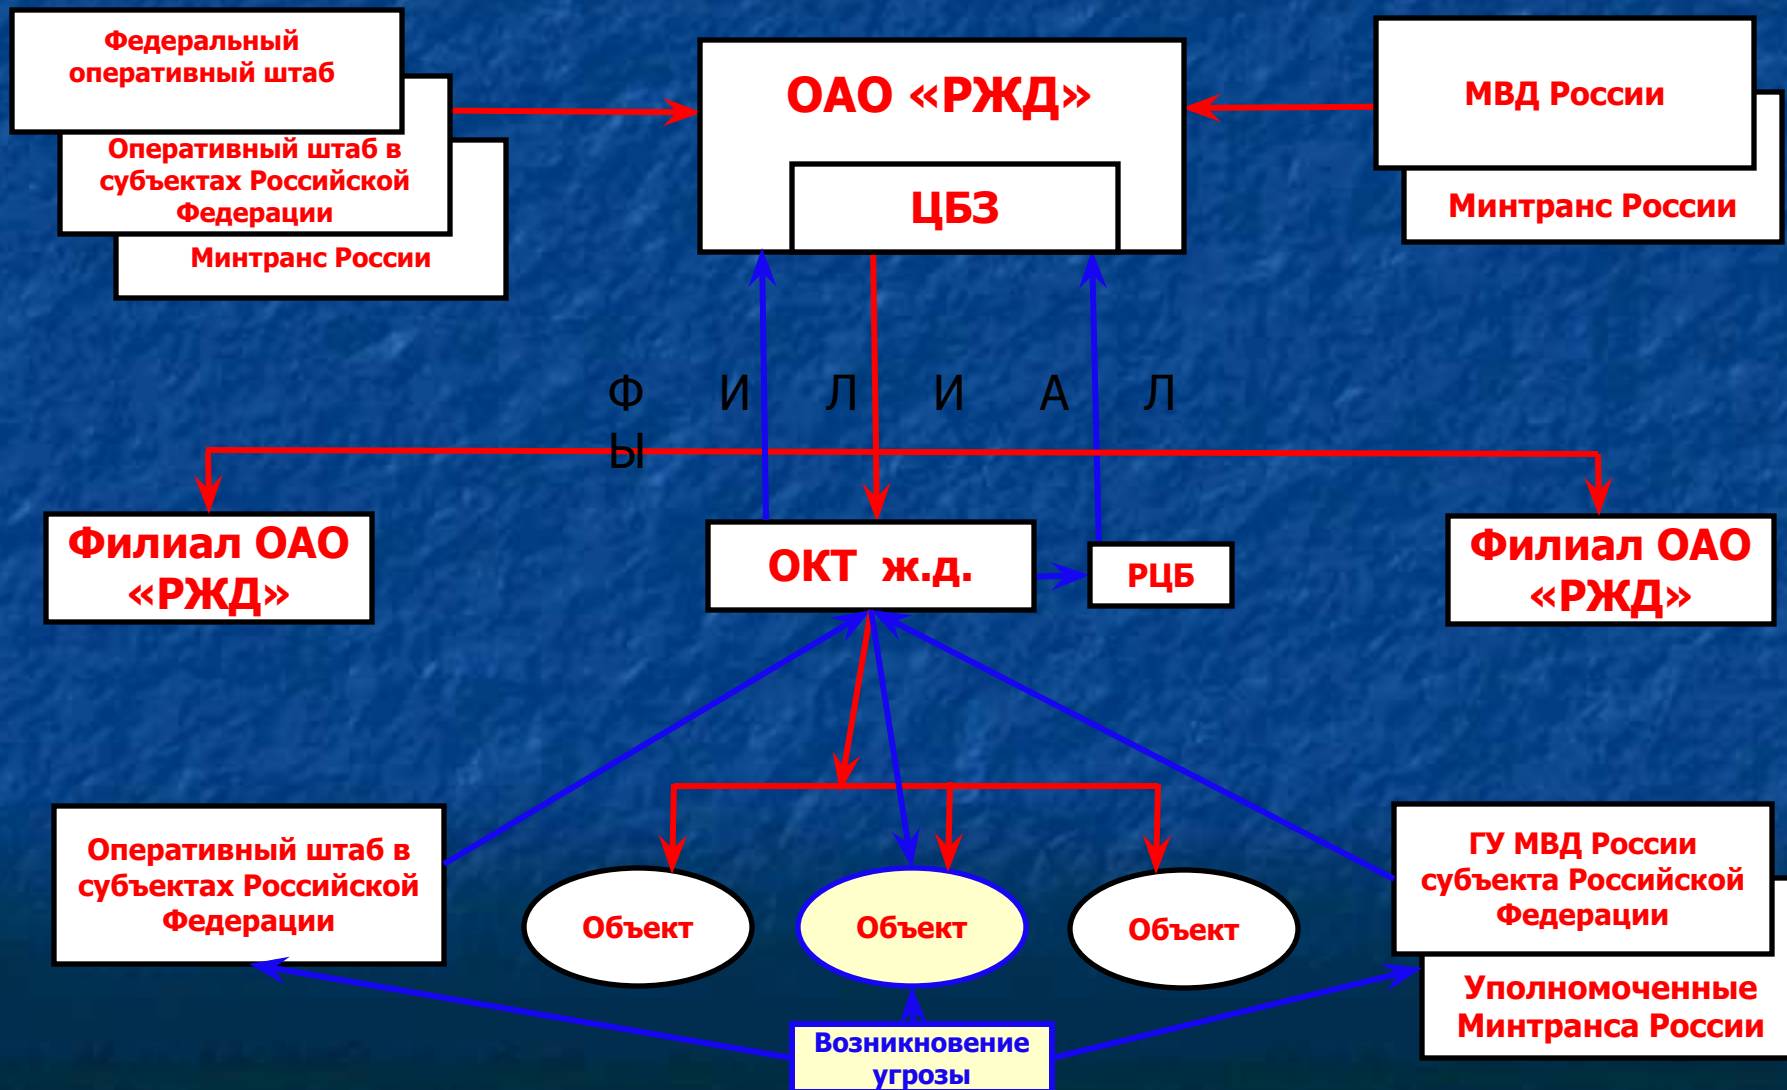 Федеральный
оперативный штаб
Оперативный штаб в
субъектах Российской
Федерации
Минтранс России
ОАО «РЖД»
ЦБЗ
МВД России
Минтранс России
Ф И Л И А Л
Ы
Филиал ОАО
«РЖД»
ОКТ ж.д.
РЦБ
Филиал ОАО
«РЖД»
Оперативный штаб в
субъектах Российской
Федерации
Объект
Объект
Объект
ГУ МВД России
субъекта Российской
Федерации
Уполномоченные
Минтранса России
Возникновение
угрозы